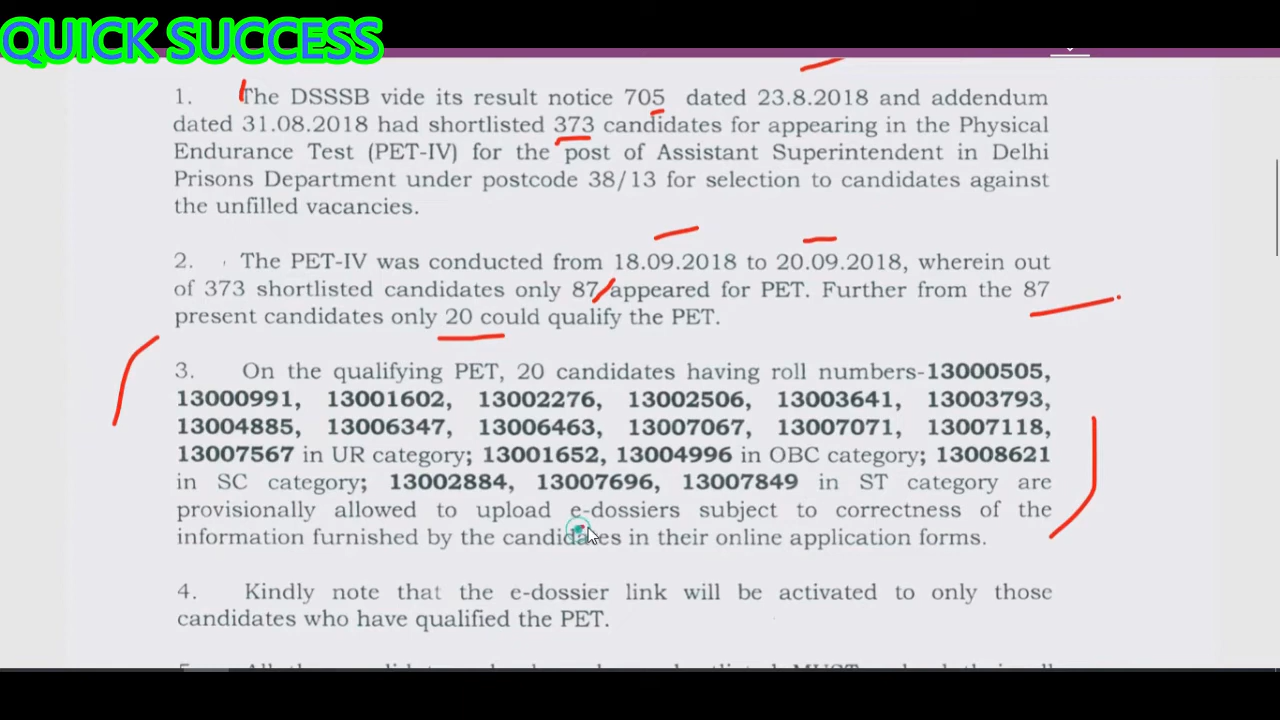 QUICK SUCCESS
1. The DSSSB vide its result notice 705 dated 23.8.2018 and addendum
dated 31.08.2018 had shortlisted 373 candidates for appearing in the Physical
Endurance Test (PET-IV) for the post of Assistant Superintendent in Delhi
Prisons Department under postcode 38/13 for selection to candidates against
the unfilled vacancies.
2. The PET-IV was conducted from 18.09.2018 to 20.09.2018, wherein out
of 373 shortlisted candidates only 87 appeared for PET. Further from the 87
present candidates only 20 could qualify the PET.
3. On the qualifying PET, 20 candidates having roll numbers-13000505,
13000991, 13001602, 13002276, 13002506, 13003641, 13003793,
13004885, 13006347, 13006463, 13007067, 13007071, 13007118,
13007567 in UR category; 13001652, 13004996 in OBC category; 13008621
in SC category; 13002884, 13007696, 13007849 in ST category are
provisionally allowed to upload e-dossiers subject to correctness of the
information furnished by the candidates in their online application forms.
4. Kindly note that the e-dossier link will be activated to only those
candidates who have qualified the PET.